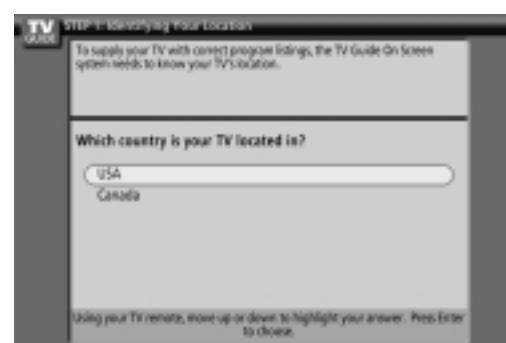 TV
GUIDE
STEP 1: Identifying Your Location
To supply your TV with correct program listings, the TV Guide On Screen
system needs to know your TV's location.
Which country is your TV located in?
USA
Canada
Using your TV remote, move up or down to highlight your answer. Press Enter
to choose.